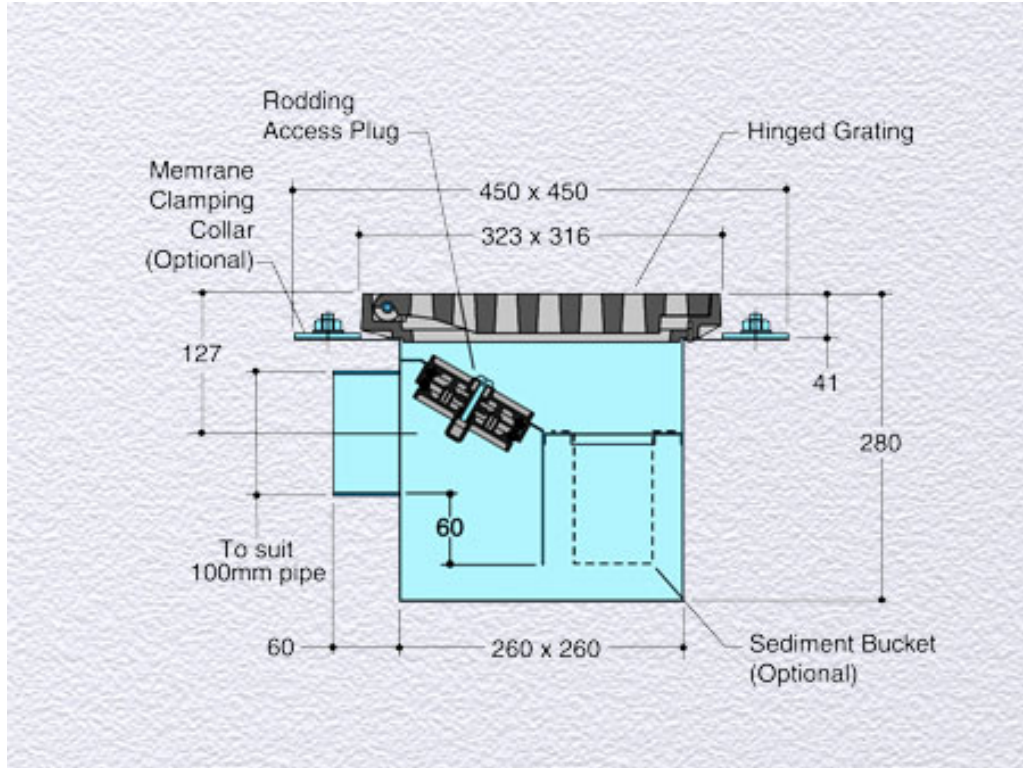 Rodding
Access Plug
Hinged Grating
Memrane
Clamping
Collar
(Optional)
450 x 450
323 x 316
127
41
280
60
To suit
100mm pipe
60
260 x 260
Sediment Bucket
(Optional)